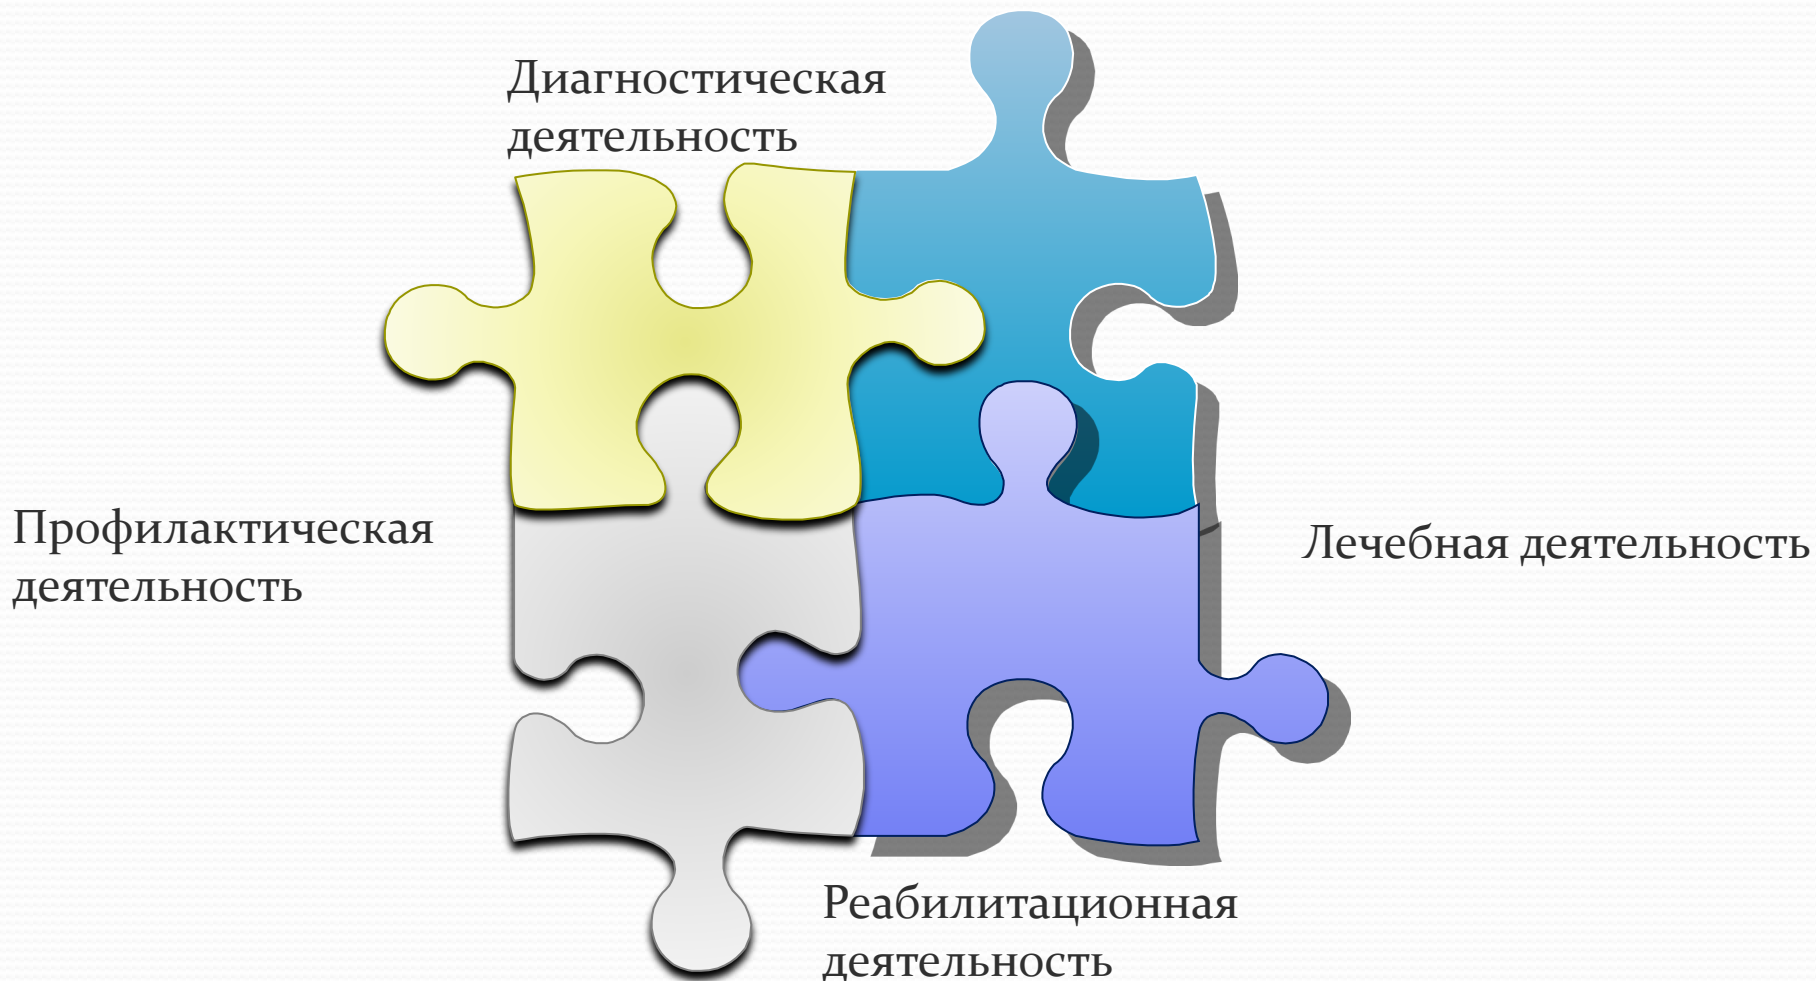 Диагностическая
деятельность
Профилактическая
деятельность
Лечебная деятельность
Реабилитационная
деятельность